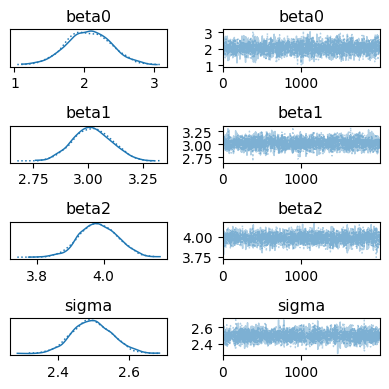 beta0 beta0
3
2
1
1 2 3 0 1000
beta1 beta1
3.25
3.00
2.75
2.75 3.00 3.25 0 1000
beta2 beta2
4.00
3.75
3.8 4.0 0 1000
sigma sigma
2.6
2.4
2.4 2.6 0 1000